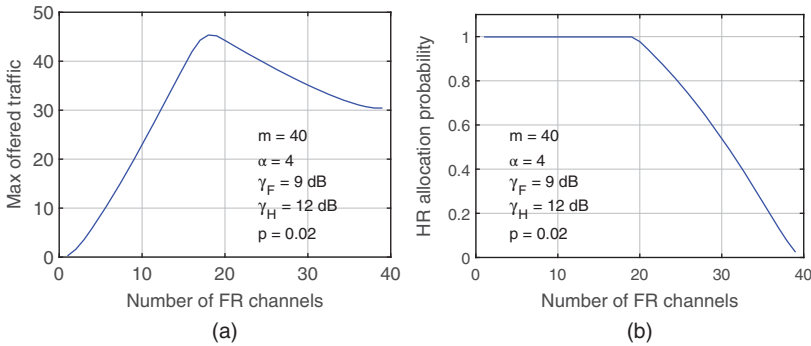 50
40
30
20
10
0
Max offered traffic
m = 40
α = 4
γF = 9 dB
γH = 12 dB
p = 0.02
0 10 20 30 40
Number of FR channels
(a)
1
0.8
0.6
0.4
0.2
0
HR allocation probability
m = 40
α = 4
γF = 9 dB
γH = 12 dB
p = 0.02
0 10 20 30 40
Number of FR channels
(b)